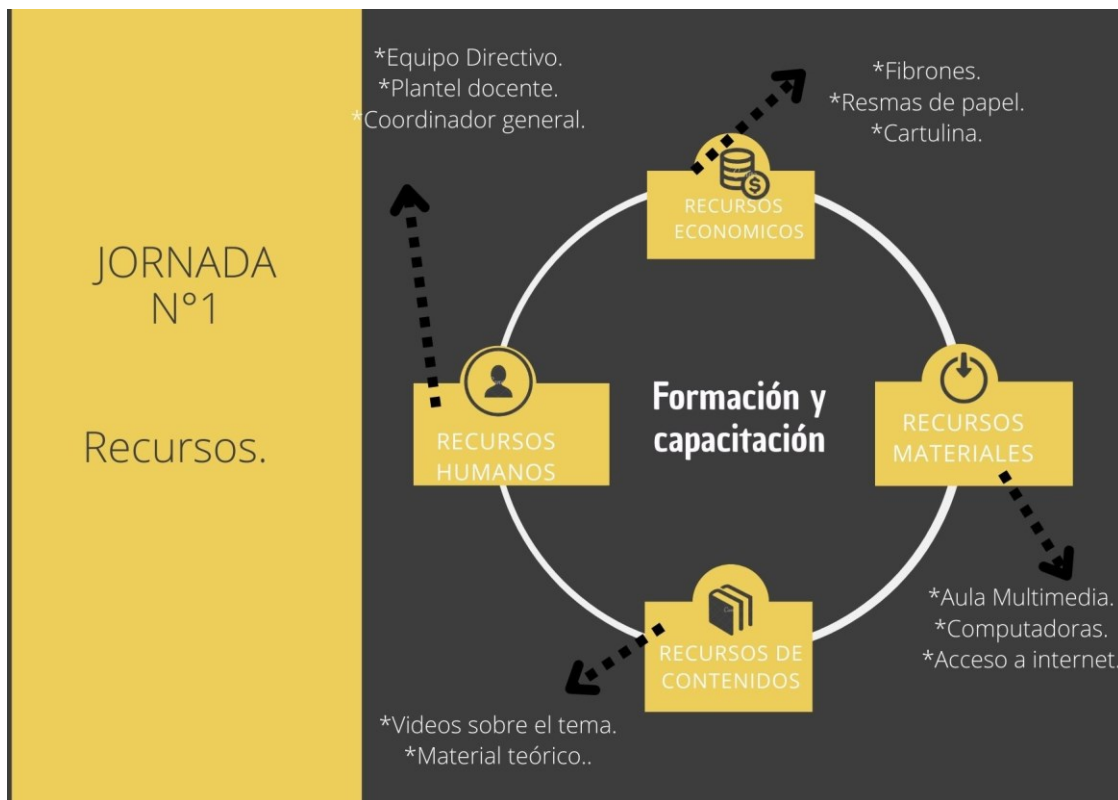 JORNADA
N°1
Recursos.
*Equipo Directivo.
*Plantel docente.
*Coordinador general.
*Fibrones.
*Resmas de papel.
*Cartulina.
RECURSOS
ECONOMICOS
RECURSOS
HUMANOS
Formación y
capacitación
RECURSOS
MATERIALES
RECURSOS DE
CONTENIDOS
*Aula Multimedia.
*Computadoras.
*Acceso a internet.
*Videos sobre el tema.
*Material teórico..